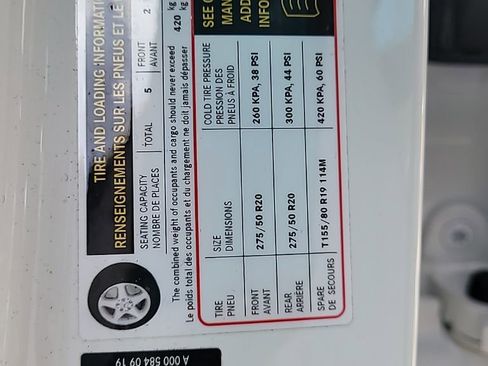 TIRE AND LOADING INFORMATION
RENSEIGNEMENTS SUR LES PNEUS ET LE
SEATING CAPACITY
NOMBRE DE PLACES
TOTAL 5
FRONT
AVANT 2
The combined weight of occupants and cargo should never exceed
Le poids total des occupants et du chargement ne doit jamais dépasser
420 kg
kg
TIRE
PNEU
SIZE
DIMENSIONS
COLD TIRE PRESSURE
PRESSION DES
PNEUS À FROID
FRONT
AVANT
275/50 R20
260 KPA, 38 PSI
REAR
ARRIÈRE
275/50 R20
300 KPA, 44 PSI
SPARE
DE SECOURS
T155/80 R19 114M
420 KPA, 60 PSI
SEE
MAN
ADD
INFO
A 000 584 09 19